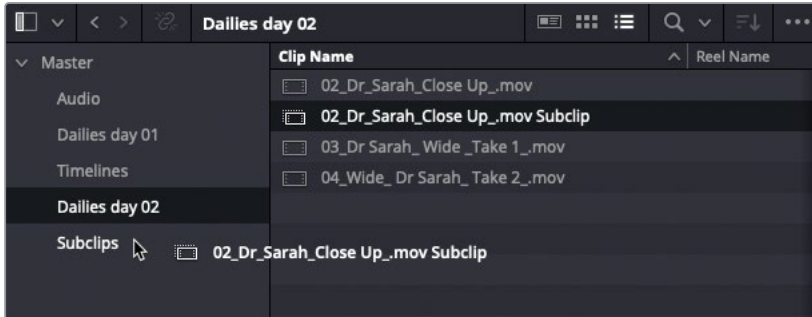 Dailies day 02
Master
Audio
Dailies day 01
Timelines
Dailies day 02
Subclips
Clip Name Reel Name
02_Dr_Sarah_Close Up_.mov
02_Dr_Sarah_Close Up_.mov Subclip
03_Dr Sarah_ Wide _Take 1_.mov
04_Wide_ Dr Sarah_ Take 2_.mov
02_Dr_Sarah_Close Up_.mov Subclip